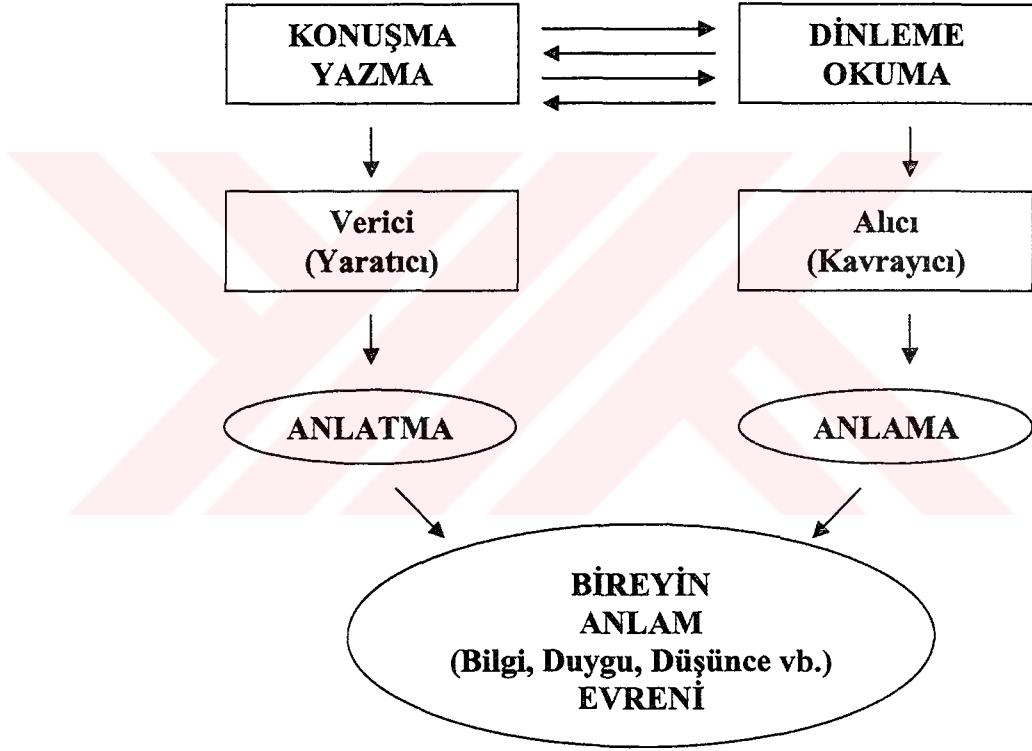 KONUŞMA
YAZMA
DİNLEME
OKUMA
Verici
(Yaratıcı)
Alıcı
(Kavrayıcı)
ANLATMA
ANLAMA
BİREYİN
ANLAM
(Bilgi, Duygu, Düşünce vb.)
EVRENİ